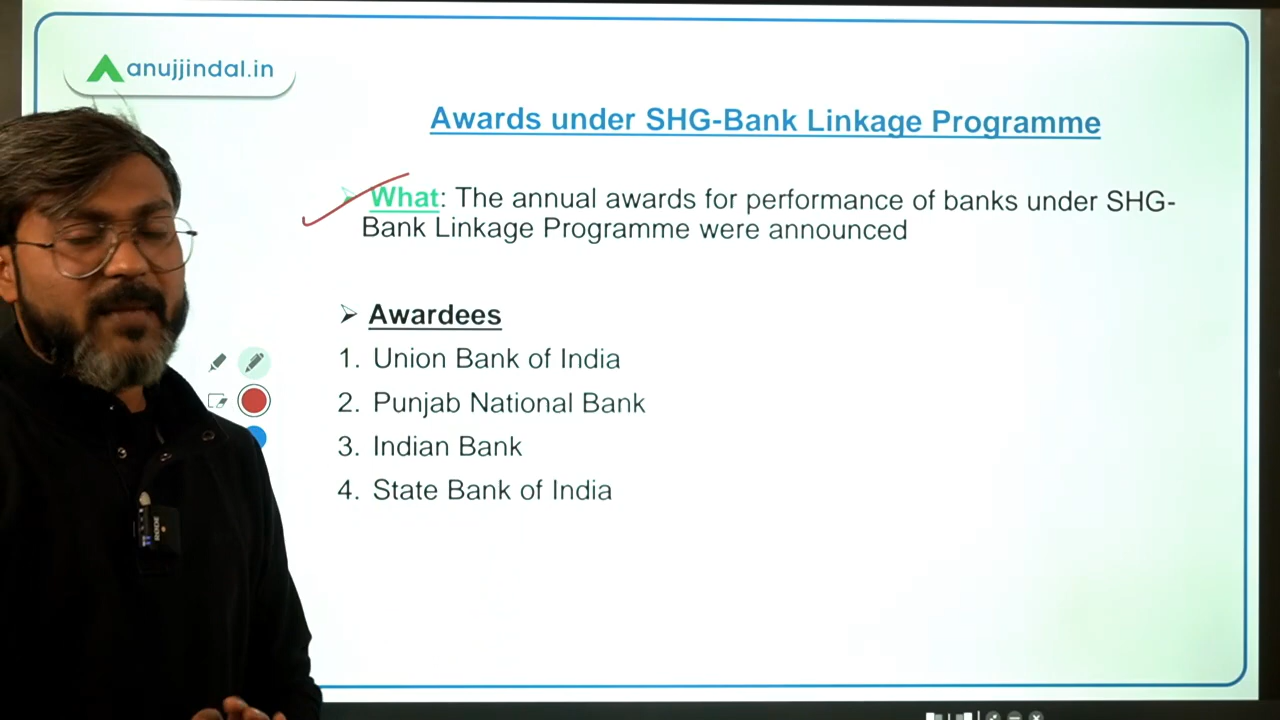 anujjindal.in
Awards under SHG-Bank Linkage Programme
What: The annual awards for performance of banks under SHG-
Bank Linkage Programme were announced
Awardees
1. Union Bank of India
2. Punjab National Bank
3. Indian Bank
4. State Bank of India